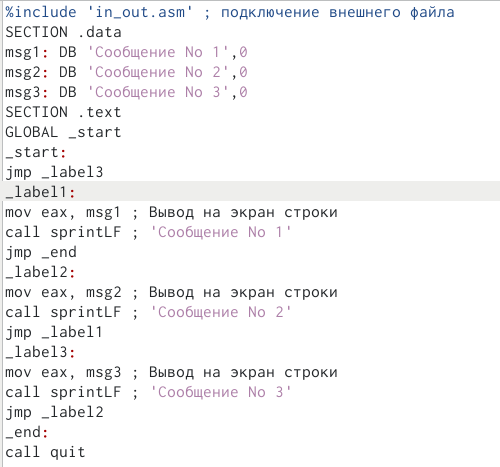 %include 'in_out.asm' ; подключение внешнего файла
SECTION .data
msg1: DB 'Сообщение No 1',0
msg2: DB 'Сообщение No 2',0
msg3: DB 'Сообщение No 3',0
SECTION .text
GLOBAL _start
_start:
jmp _label3
_label1:
mov eax, msg1 ; Вывод на экран строки
call sprintLF ; 'Сообщение No 1'
jmp _end
_label2:
mov eax, msg2 ; Вывод на экран строки
call sprintLF ; 'Сообщение No 2'
jmp _label1
_label3:
mov eax, msg3 ; Вывод на экран строки
call sprintLF ; 'Сообщение No 3'
jmp _label2
_end:
call quit